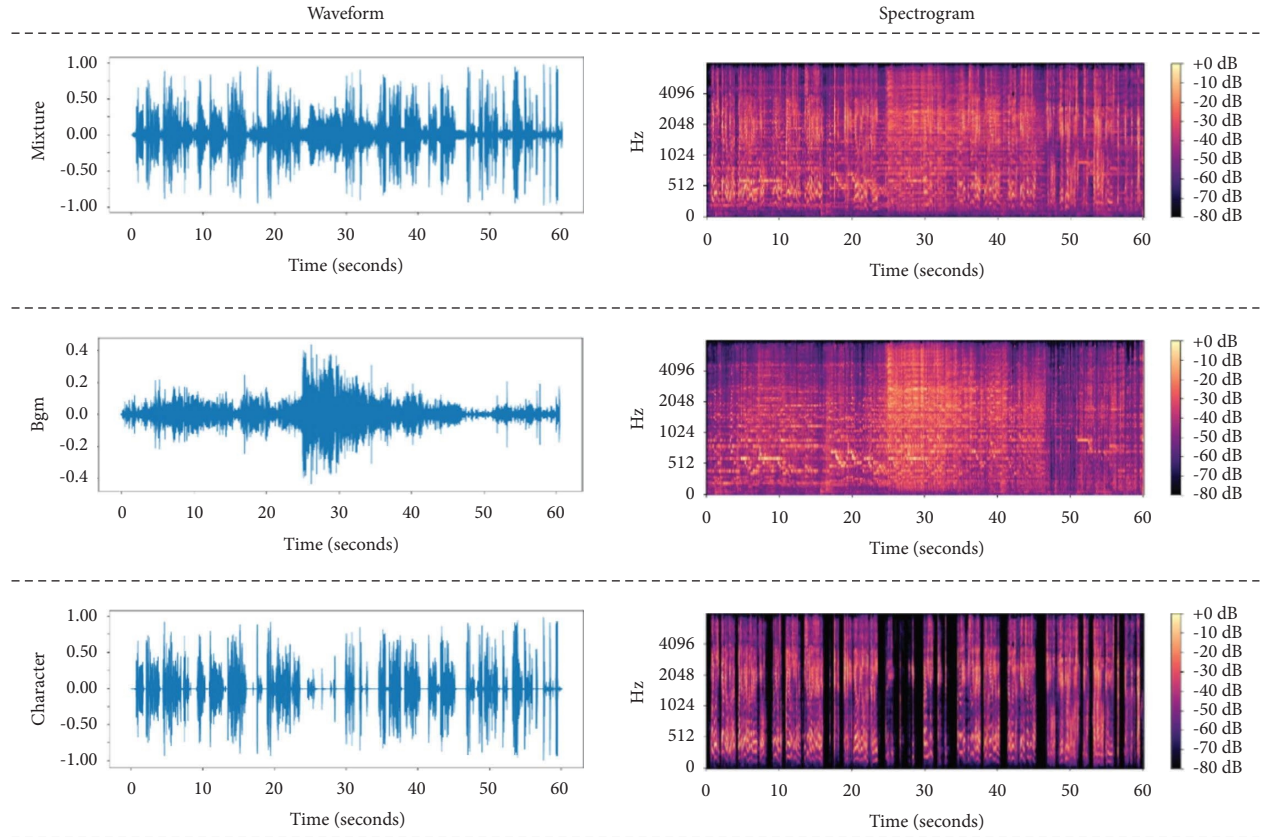 Waveform
Spectrogram
Mixture
1.00
0.50
0.00
-0.50
-1.00
0 10 20 30 40 50 60
Time (seconds)
Hz
4096
2048
1024
512
0
0 10 20 30 40 50 60
Time (seconds)
+0 dB
-10 dB
-20 dB
-30 dB
-40 dB
-50 dB
-60 dB
-70 dB
-80 dB
Bgm
0.4
0.2
0.0
-0.2
-0.4
0 10 20 30 40 50 60
Time (seconds)
Hz
4096
2048
1024
512
0
0 10 20 30 40 50 60
Time (seconds)
+0 dB
-10 dB
-20 dB
-30 dB
-40 dB
-50 dB
-60 dB
-70 dB
-80 dB
Character
1.00
0.50
0.00
-0.50
-1.00
0 10 20 30 40 50 60
Time (seconds)
Hz
4096
2048
1024
512
0
0 10 20 30 40 50 60
Time (seconds)
+0 dB
-10 dB
-20 dB
-30 dB
-40 dB
-50 dB
-60 dB
-70 dB
-80 dB